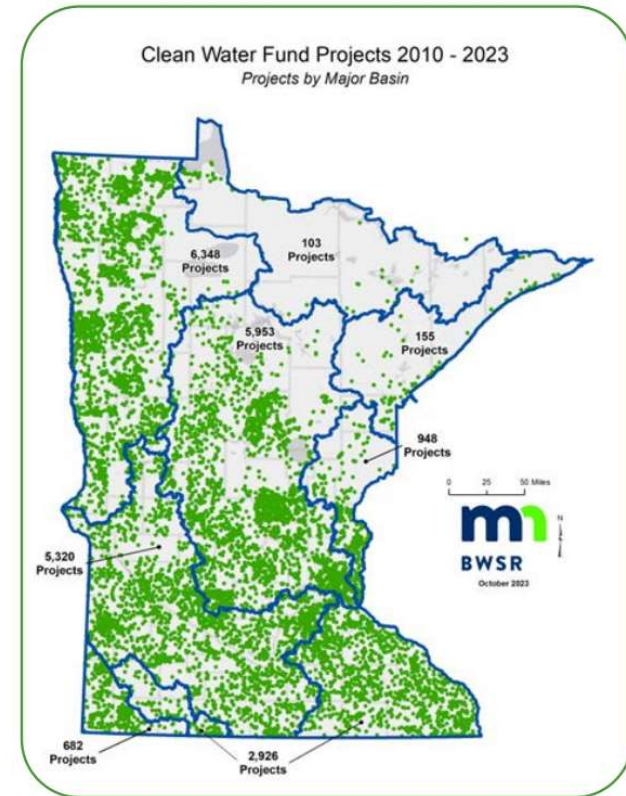 Clean Water Fund Projects 2010 - 2023
Projects by Major Basin
6,348
Projects
103
Projects
5,953
Projects
155
Projects
948
Projects
0 25 50 Miles
mn
N
BWSR
October 2023
5,320
Projects
682
Projects
2,926
Projects